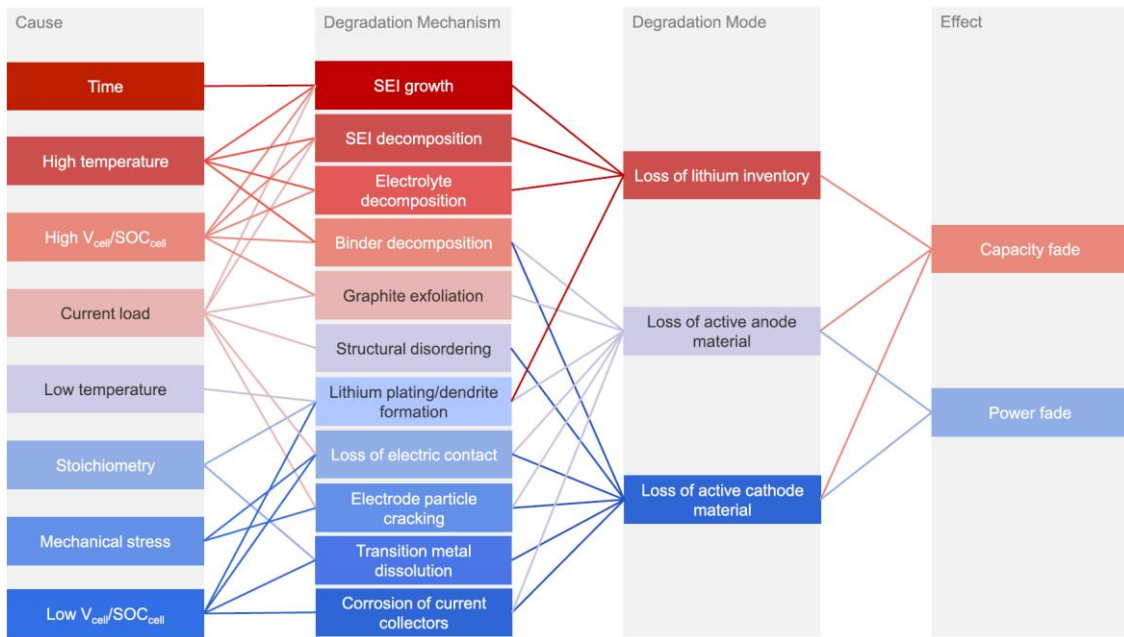 Cause
Time
High temperature
High Vcell/SOCcell
Current load
Low temperature
Stoichiometry
Mechanical stress
Low Vcell/SOCcell
Degradation Mechanism
SEI growth
SEI decomposition
Electrolyte
decomposition
Binder decomposition
Graphite exfoliation
Structural disordering
Lithium plating/dendrite
formation
Loss of electric contact
Electrode particle
cracking
Transition metal
dissolution
Corrosion of current
collectors
Degradation Mode
Loss of lithium inventory
Loss of active anode
material
Loss of active cathode
material
Effect
Capacity fade
Power fade